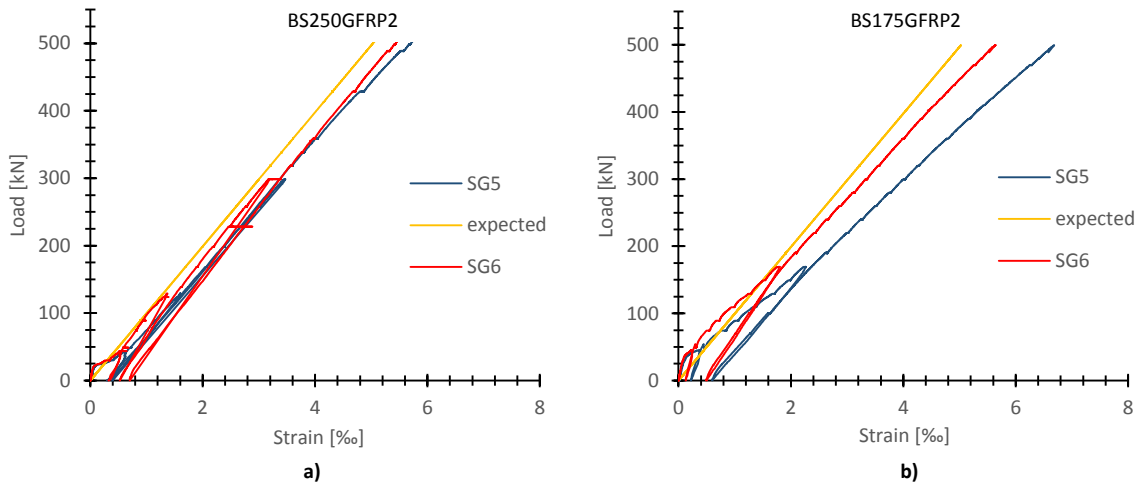 BS250GFRP2
500
400
300
200
100
0
0
2
4
6
8
Load [kN]
Strain [‰]
SG5
expected
SG6
a)
BS175GFRP2
500
400
300
200
100
0
0
2
4
6
8
Load [kN]
Strain [‰]
SG5
expected
SG6
b)